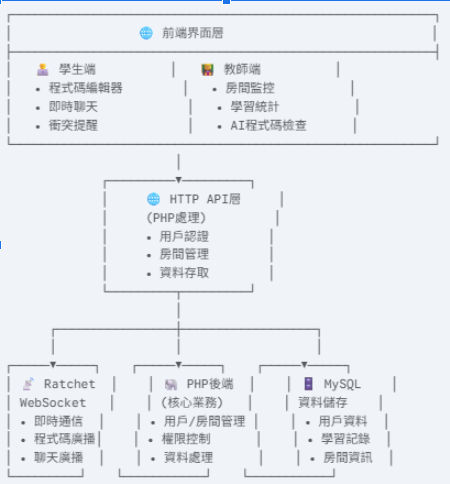 前端界面層
學生端
• 程式碼編輯器
• 即時聊天
• 衝突提醒
教師端
• 房間監控
• 學習統計
• AI程式碼檢查
HTTP API層
(PHP處理)
• 用戶認證
• 房間管理
• 資料存取
Ratchet
WebSocket
• 即時通信
• 程式碼廣播
• 聊天廣播
PHP後端
(核心業務)
• 用戶/房間管理
• 權限控制
• 資料處理
MySQL
資料儲存
• 用戶資料
• 學習記錄
• 房間資訊